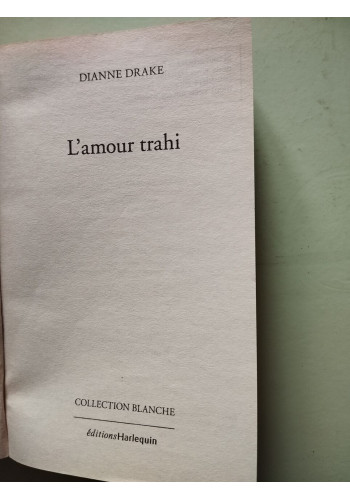 DIANNE DRAKE
L'amour trahi
COLLECTION BLANCHE
éditionsHarlequin